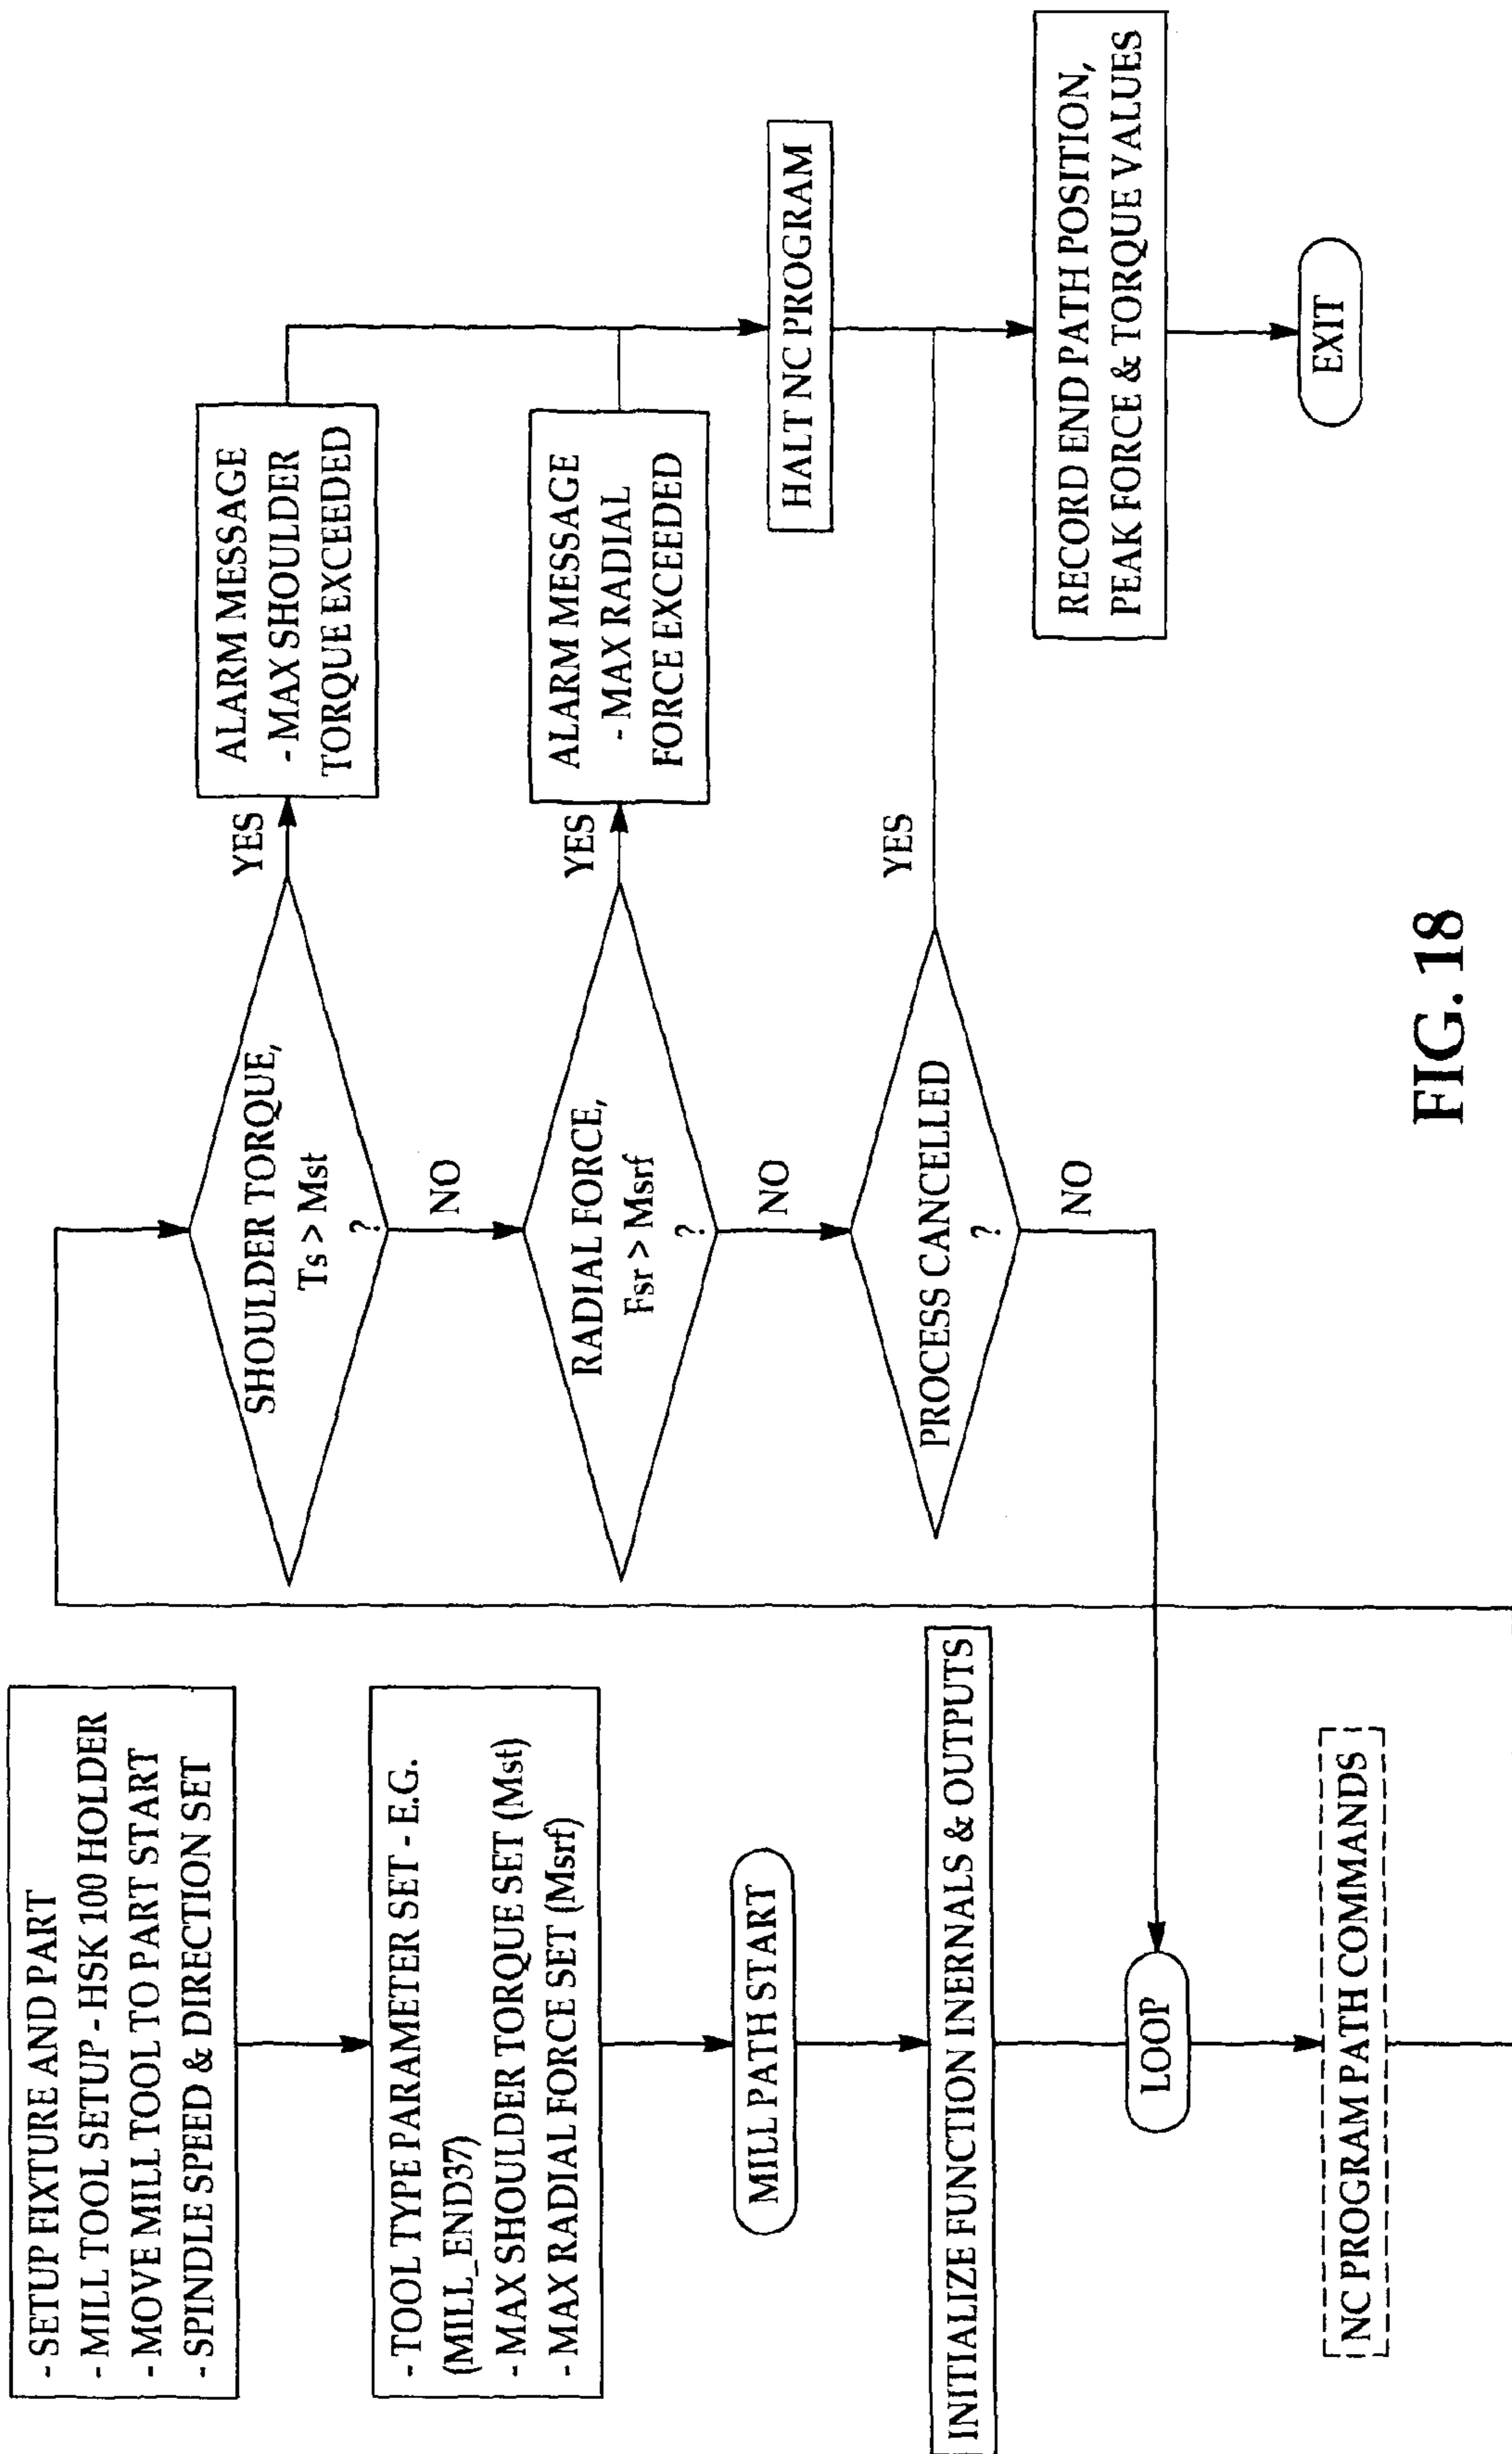 - SETUP FIXTURE AND PART
- MILL TOOL SETUP - HSK 100 HOLDER
- MOVE MILL TOOL TO PART START
- SPINDLE SPEED & DIRECTION SET
- TOOL TYPE PARAMETER SET - E.G.
(MILL_END37)
- MAX SHOULDER TORQUE SET (Mst)
- MAX RADIAL FORCE SET (Msrf)
MILL PATH START
INITIALIZE FUNCTION INERNALS & OUTPUTS
LOOP
NC PROGRAM PATH COMMANDS
SHOULDER TORQUE,
Ts > Mst
?
YES
NO
ALARM MESSAGE
- MAX SHOULDER
TORQUE EXCEEDED
RADIAL FORCE,
Fsr > Msrf
?
YES
NO
ALARM MESSAGE
- MAX RADIAL
FORCE EXCEEDED
PROCESS CANCELLED
?
YES
NO
HALT NC PROGRAM
RECORD END PATH POSITION,
PEAK FORCE & TORQUE VALUES
EXIT
FIG. 18